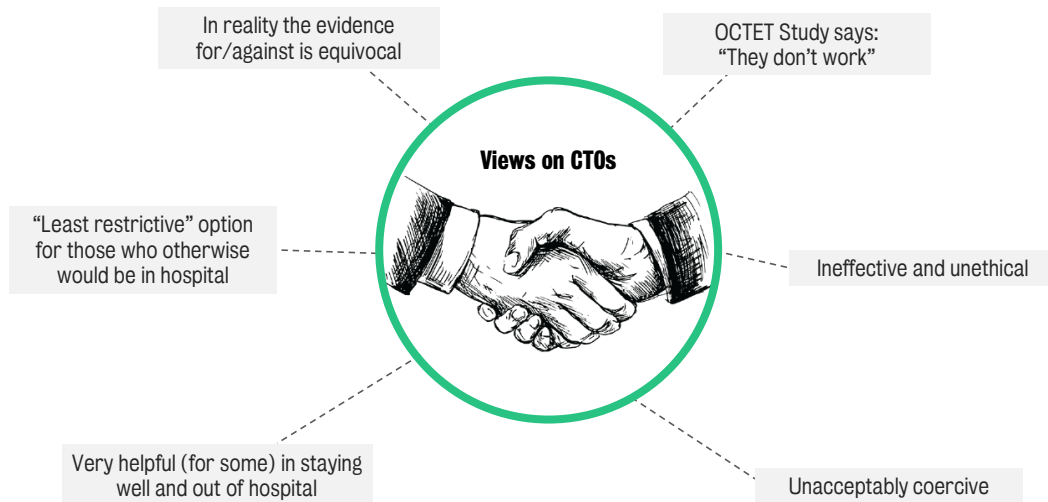 In reality the evidence
for/against is equivocal
OCTET Study says:
“They don’t work”
Views on CTOs
“Least restrictive” option
for those who otherwise
would be in hospital
Ineffective and unethical
Very helpful (for some) in staying
well and out of hospital
Unacceptably coercive